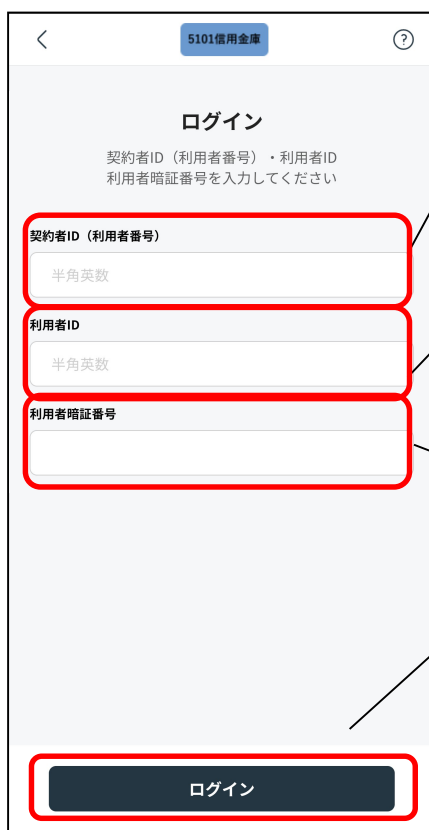 5101信用金庫
?
ログイン
契約者ID（利用者番号）・利用者ID
利用者暗証番号を入力してください
契約者ID（利用者番号）
半角英数
利用者ID
半角英数
利用者暗証番号
ログイン